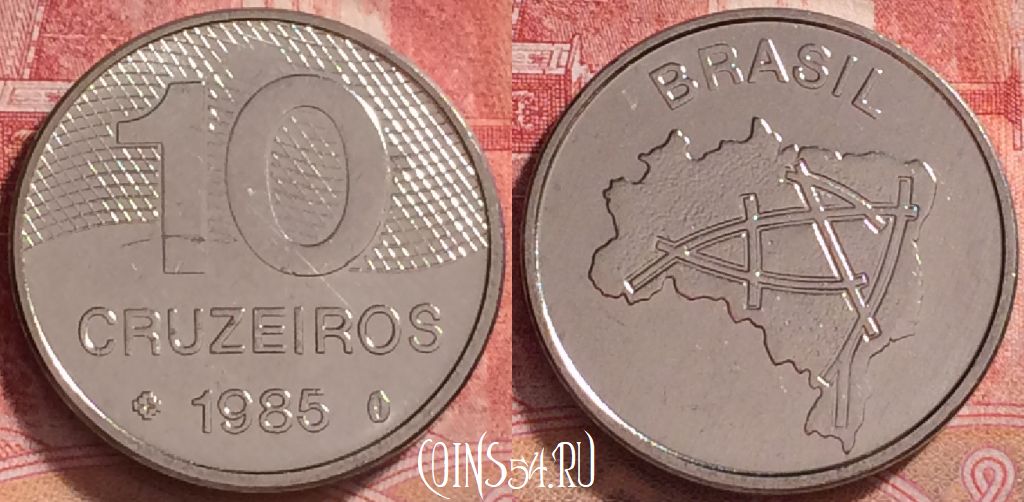 10
CRUZEIROS
1985
BRASIL
COINS54.RU